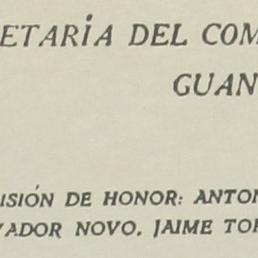 ETARÍA DEL COM
GUAN
ISIÓN DE HONOR: ANTON
VADOR NOVO, JAIME TOR